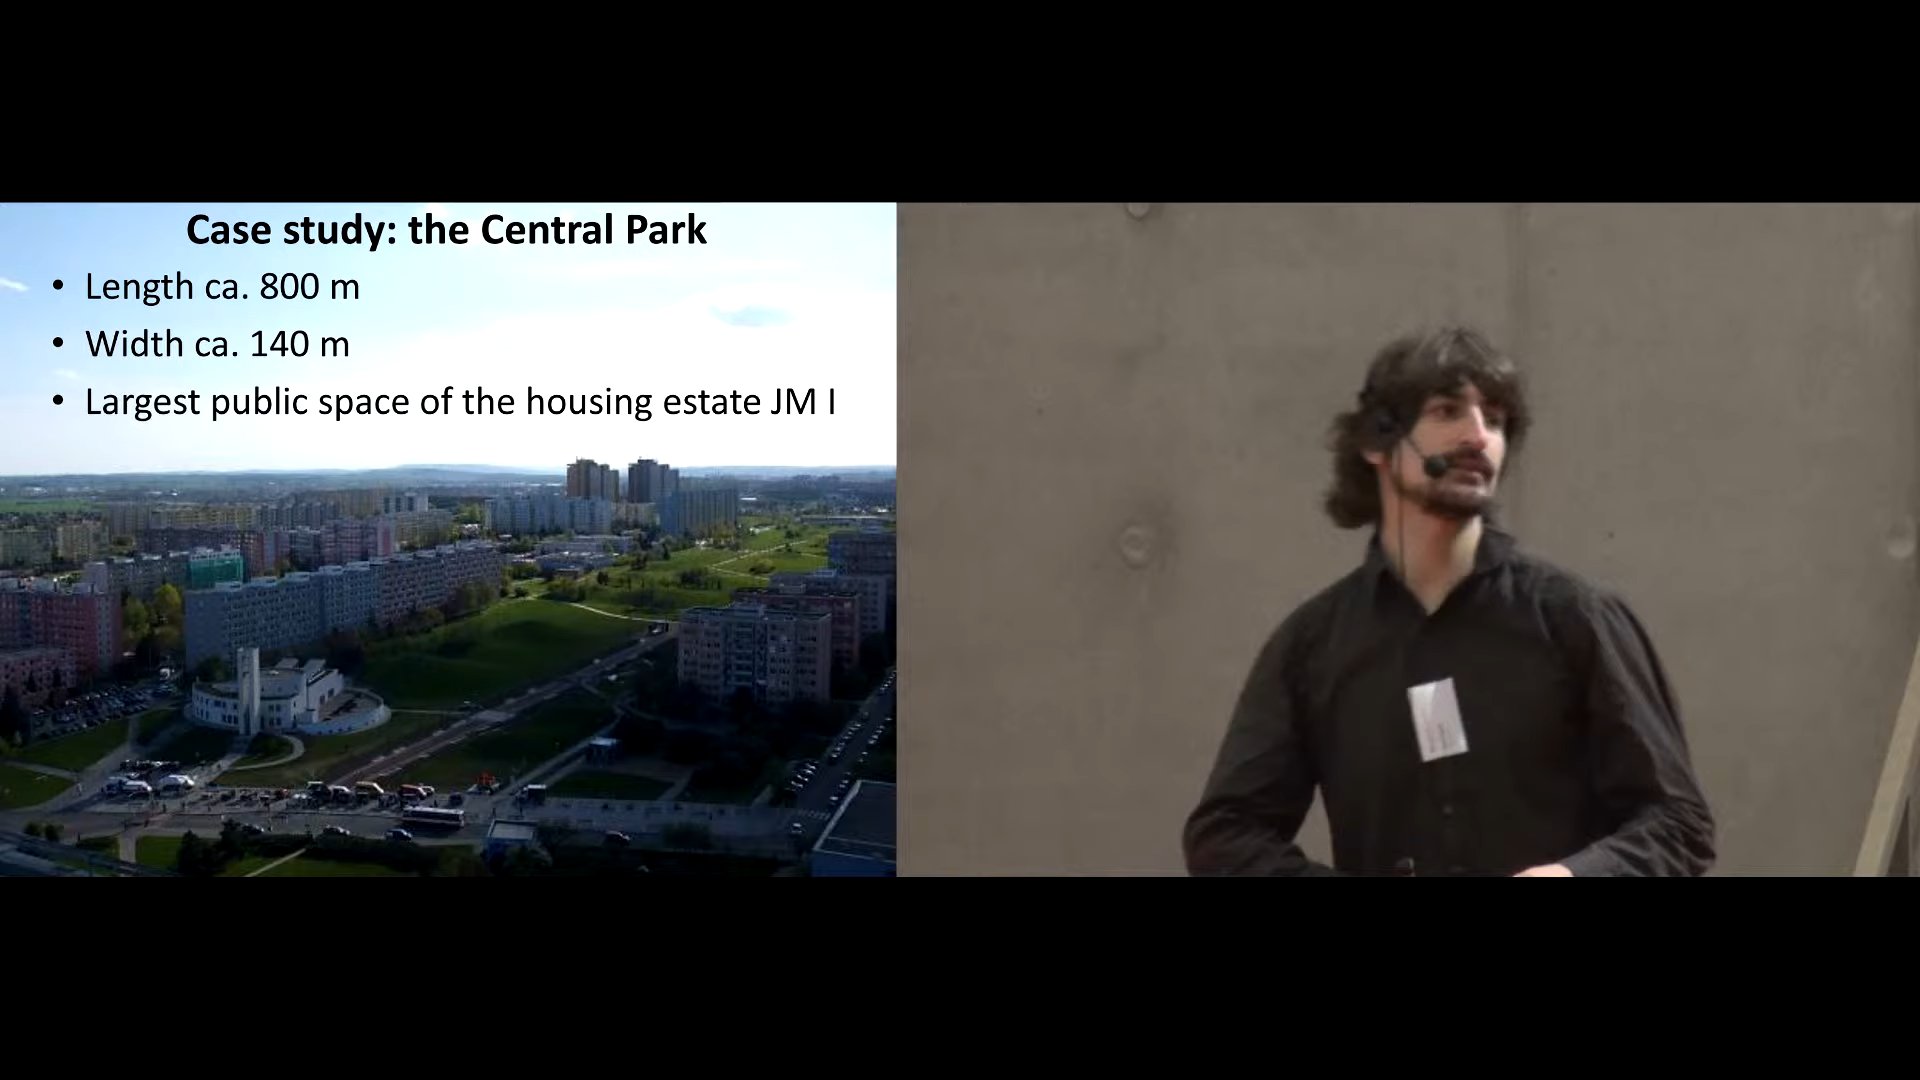 Case study: the Central Park
• Length ca. 800 m
• Width ca. 140 m
• Largest public space of the housing estate JM I